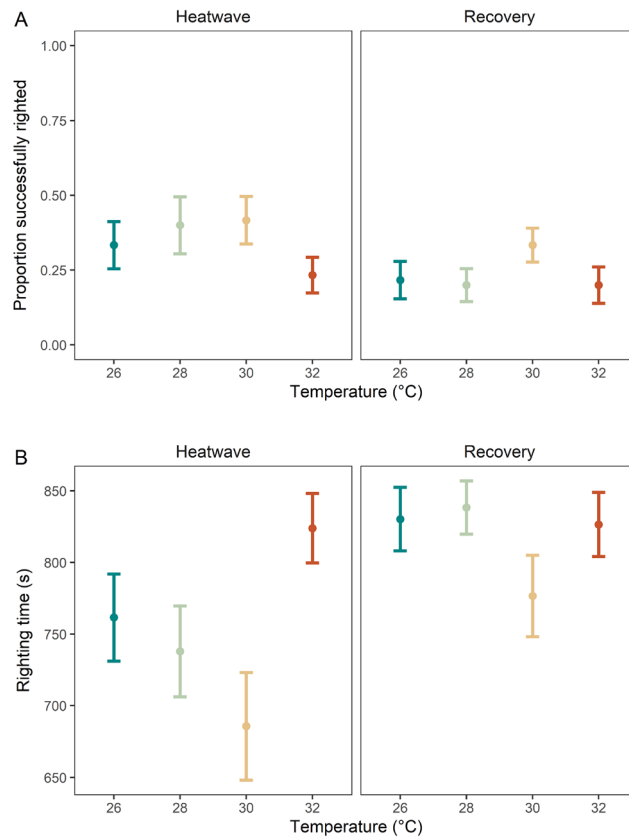 A
Heatwave Recovery
Proportion successfully righted
1.00
0.75
0.50
0.25
0.00
26 28 30 32 26 28 30 32
Temperature (°C)
B
Heatwave Recovery
Righting time (s)
850
800
750
700
650
26 28 30 32 26 28 30 32
Temperature (°C)